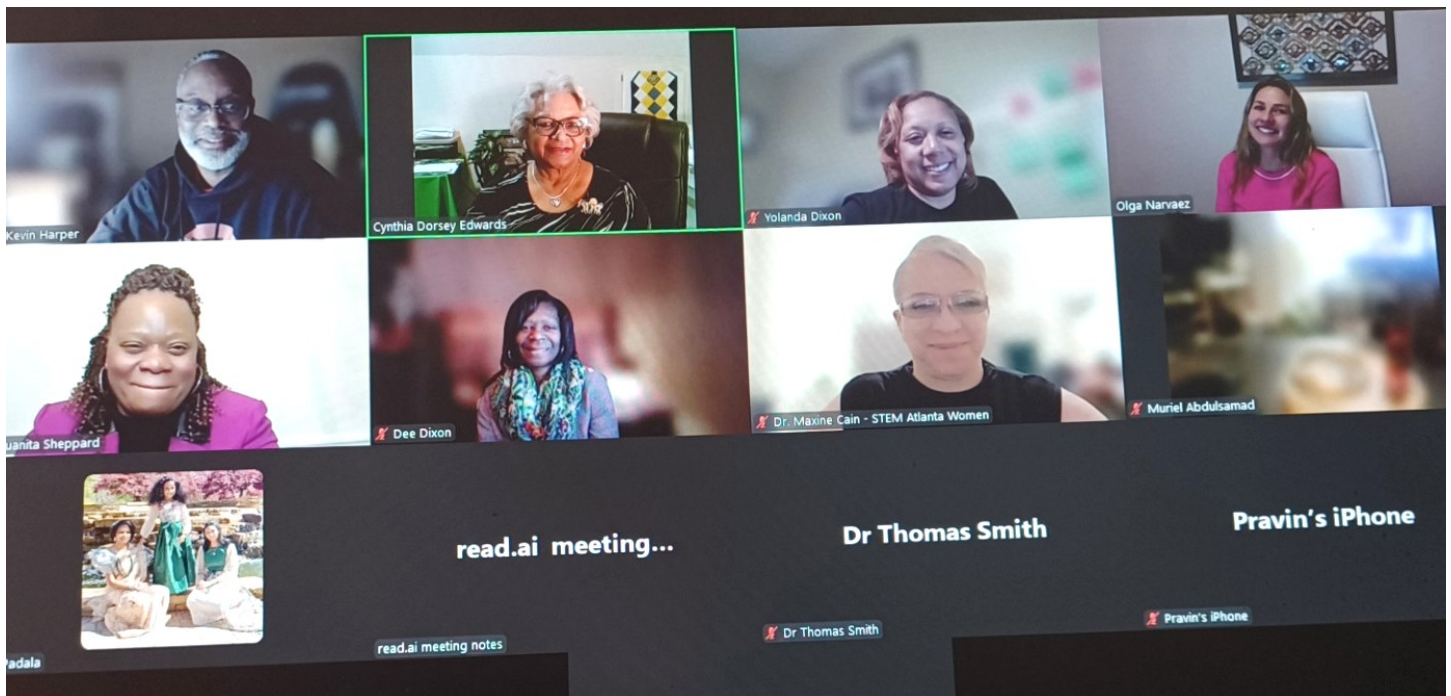 Kevin Harper
Cynthia Dorsey Edwards
Yolanda Dixon
Olga Narvaez
uanita Sheppard
Dee Dixon
Dr. Maxine Cain - STEM Atlanta Women
Muriel Abdulsamad
read.ai meeting...
Dr Thomas Smith
Pravin's iPhone
adala
read.ai meeting notes
Dr Thomas Smith
Pravin's iPhone